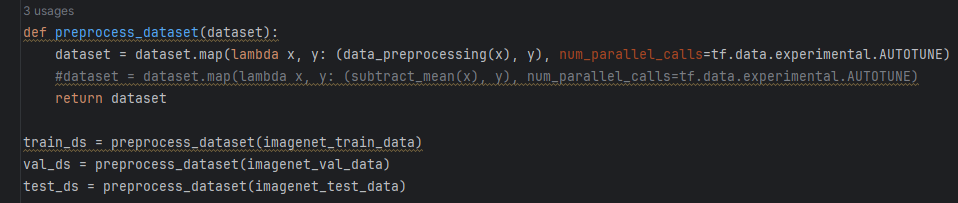 3 usages
def preprocess_dataset(dataset):
    dataset = dataset.map(lambda x, y: (data_preprocessing(x), y), num_parallel_calls=tf.data.experimental.AUTOTUNE)
    #dataset = dataset.map(lambda x, y: (subtract_mean(x), y), num_parallel_calls=tf.data.experimental.AUTOTUNE)
    return dataset
train_ds = preprocess_dataset(imagenet_train_data)
val_ds = preprocess_dataset(imagenet_val_data)
test_ds = preprocess_dataset(imagenet_test_data)